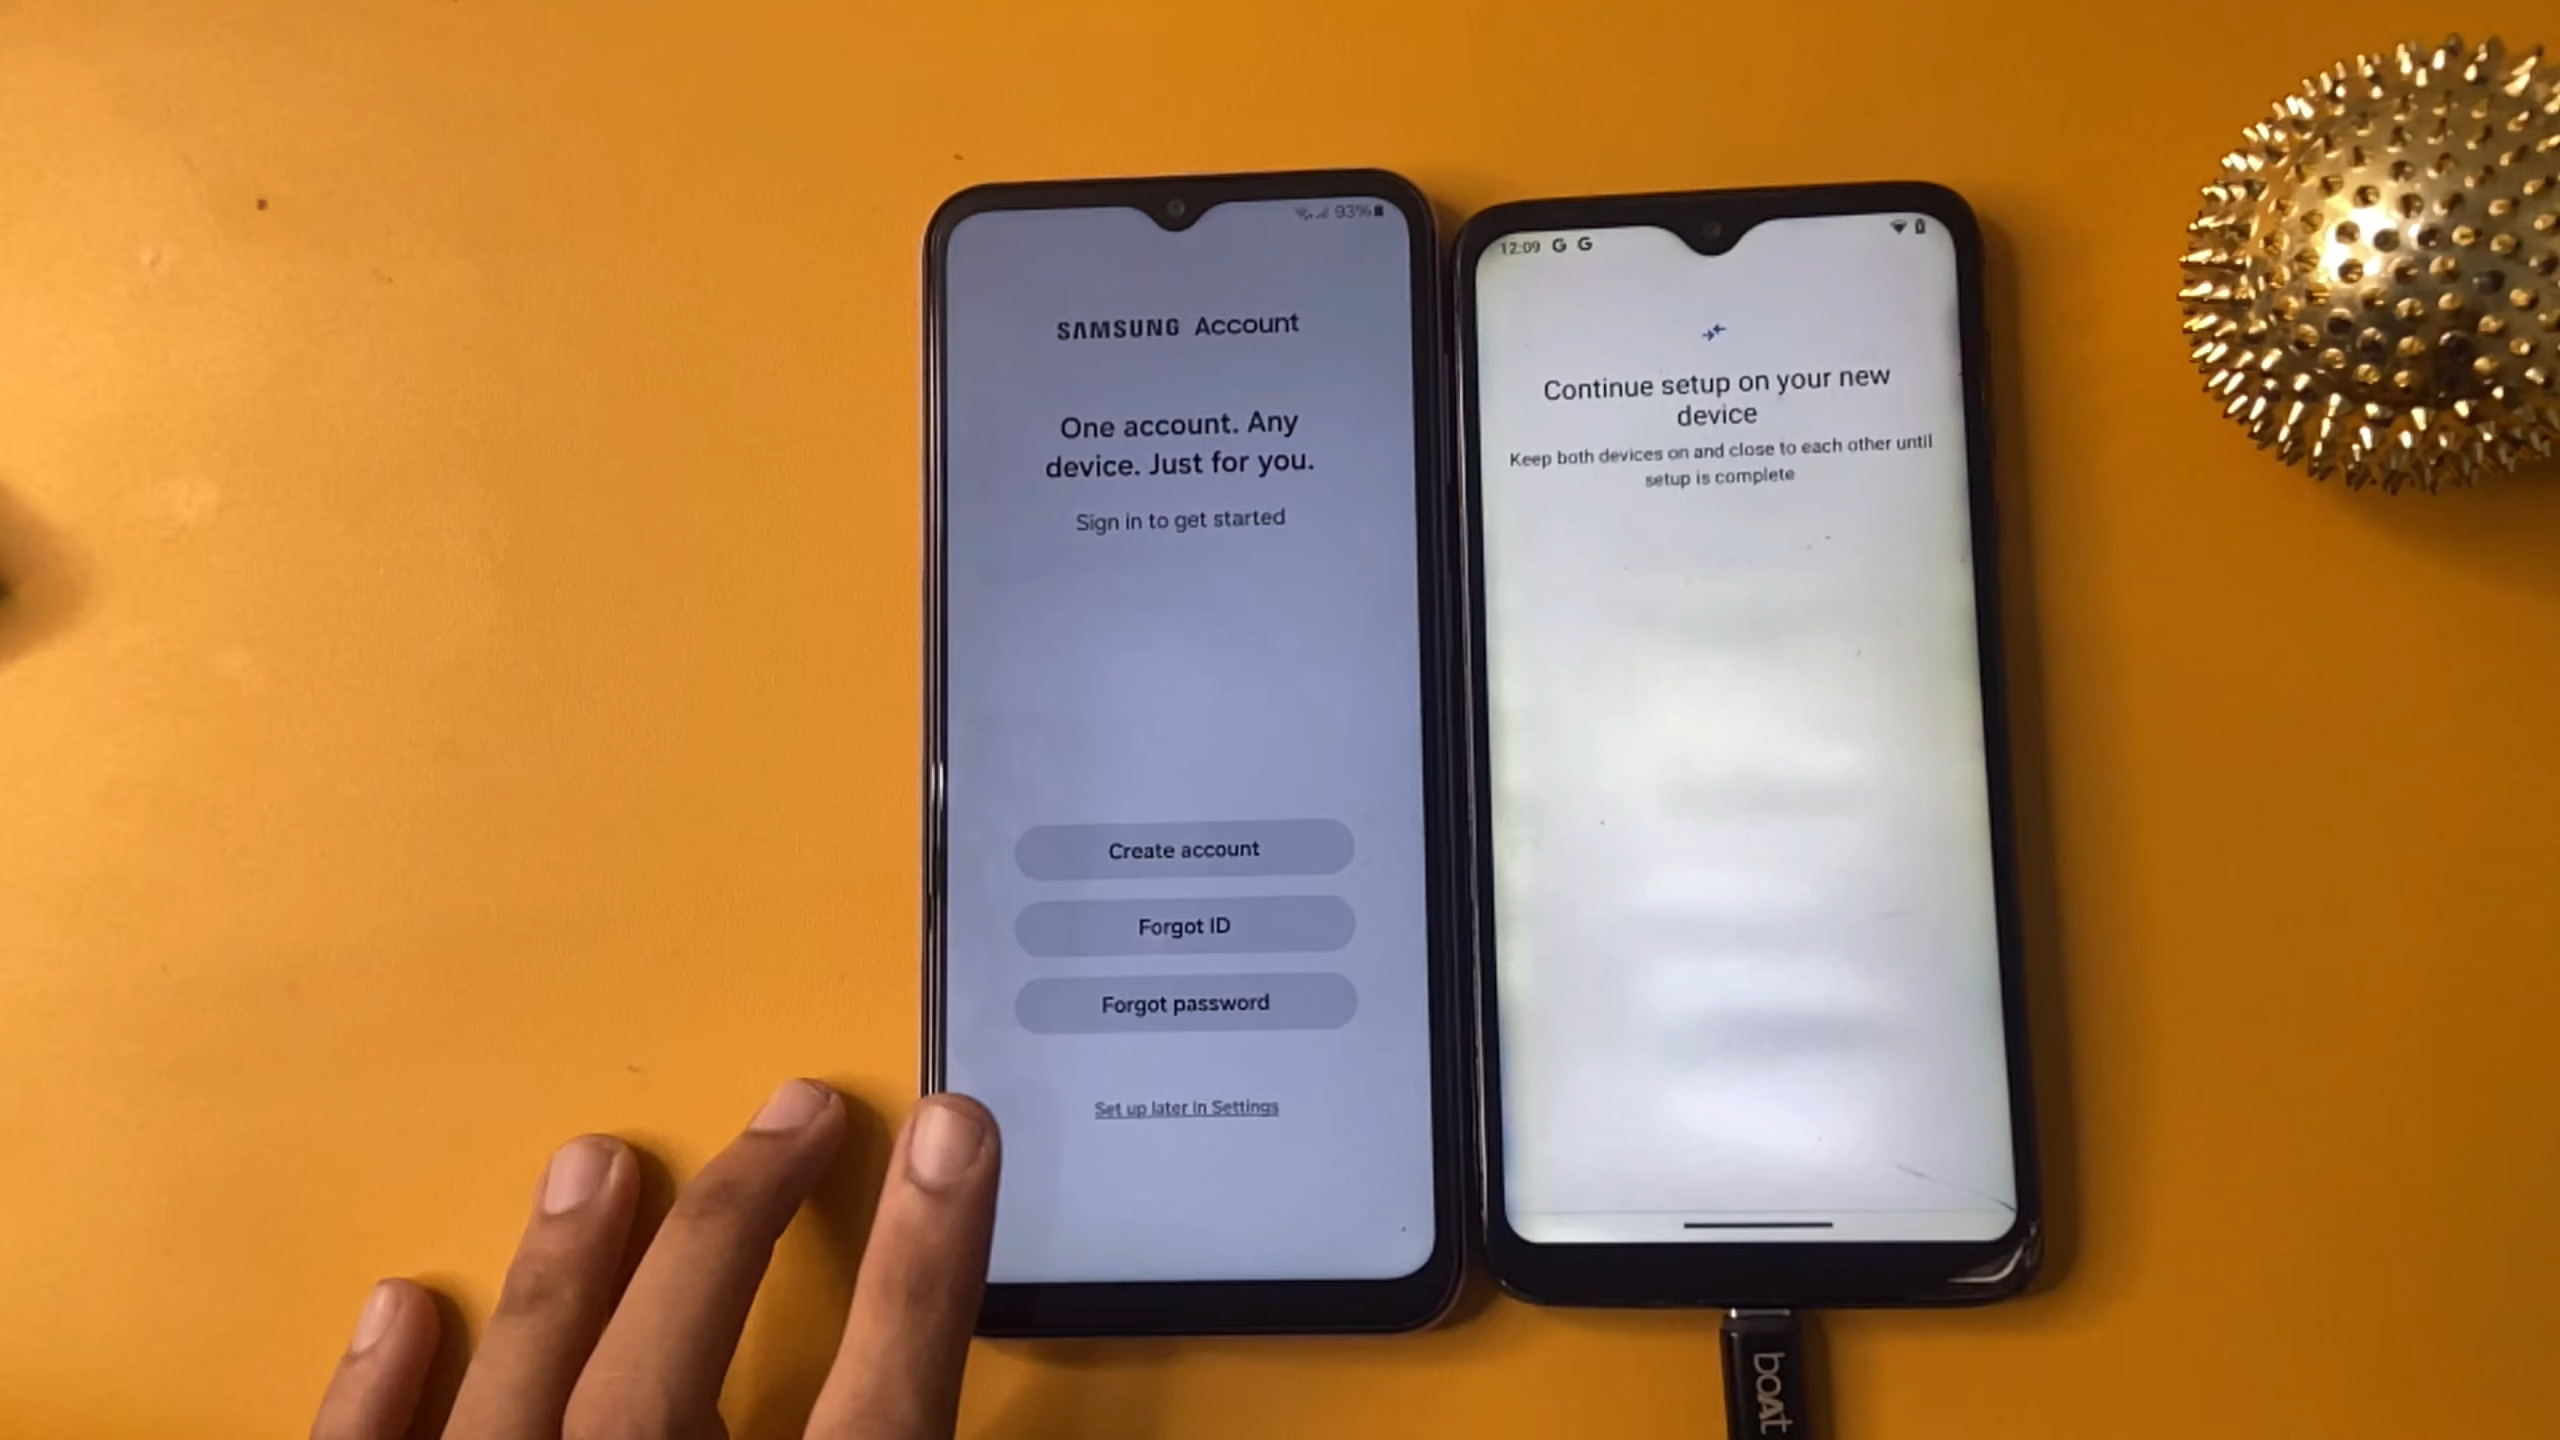 93%
SAMSUNG Account
One account. Any
device. Just for you.
Sign in to get started
Create account
Forgot ID
Forgot password
Set up later in Settings
12:09 G G
Continue setup on your new
device
Keep both devices on and close to each other until
setup is complete
boAt